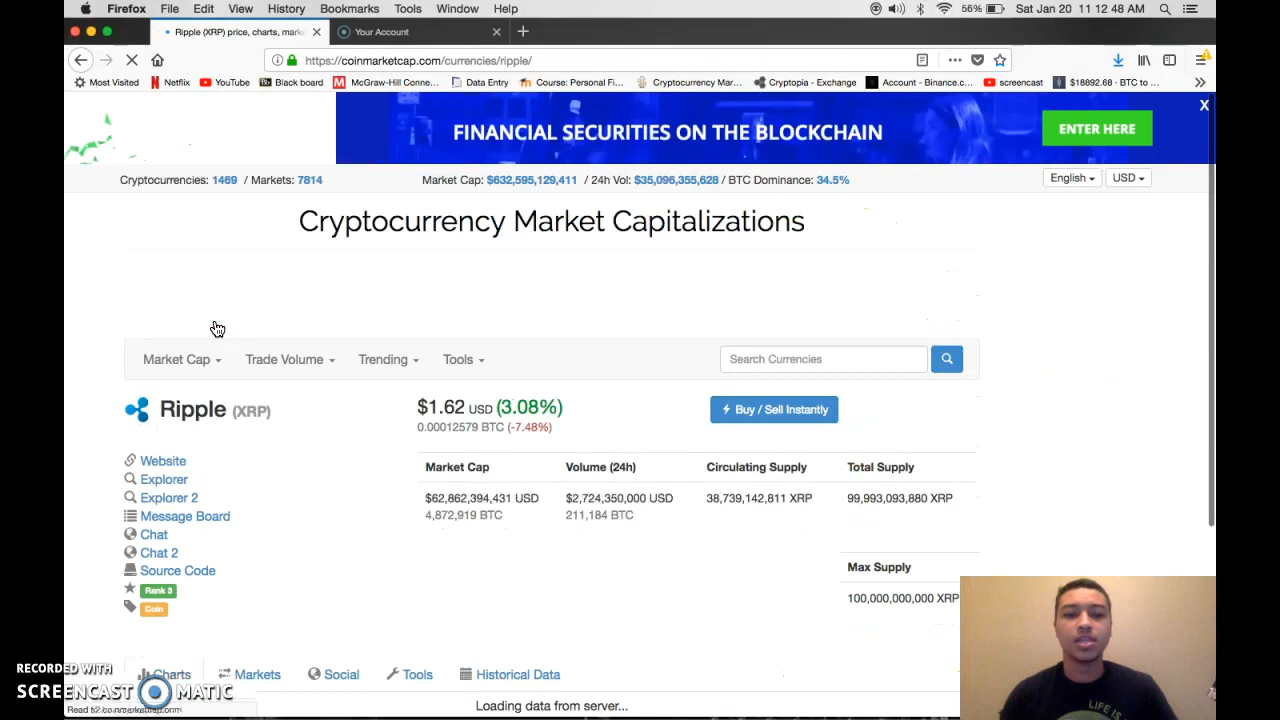 Firefox File Edit View History Bookmarks Tools Window Help 56% Sat Jan 20 11:12:48 AM
Ripple (XRP) price, charts, mark Your Account
https://coinmarketcap.com/currencies/ripple/
Most Visited Netflix YouTube Black board McGraw-Hill Conne... Data Entry Course: Personal Fi... Cryptocurrency Mar... Cryptopia - Exchange Account - Binance.c... screencast $18892.68 - BTC to ...
X
FINANCIAL SECURITIES ON THE BLOCKCHAIN ENTER HERE
Cryptocurrencies: 1469 / Markets: 7814 Market Cap: $632,595,129,411 / 24h Vol: $35,096,355,628 / BTC Dominance: 34.5% English USD
Cryptocurrency Market Capitalizations
Market Cap Trade Volume Trending Tools Search Currencies
Ripple (XRP) $1.62 USD (3.08%) Buy / Sell Instantly
0.00012579 BTC (-7.48%)
Website Market Cap Volume (24h) Circulating Supply Total Supply
Explorer
Explorer 2 $62,862,394,431 USD $2,724,350,000 USD 38,739,142,811 XRP 99,993,093,880 XRP
Message Board 4,872,919 BTC 211,184 BTC
Chat
Chat 2
Source Code Max Supply
Rank 3
Coin 100,000,000,000 XRP
Charts Markets Social Tools Historical Data
Loading data from server...
RECORDED WITH
SCREENCAST MATIC
LIFE IS